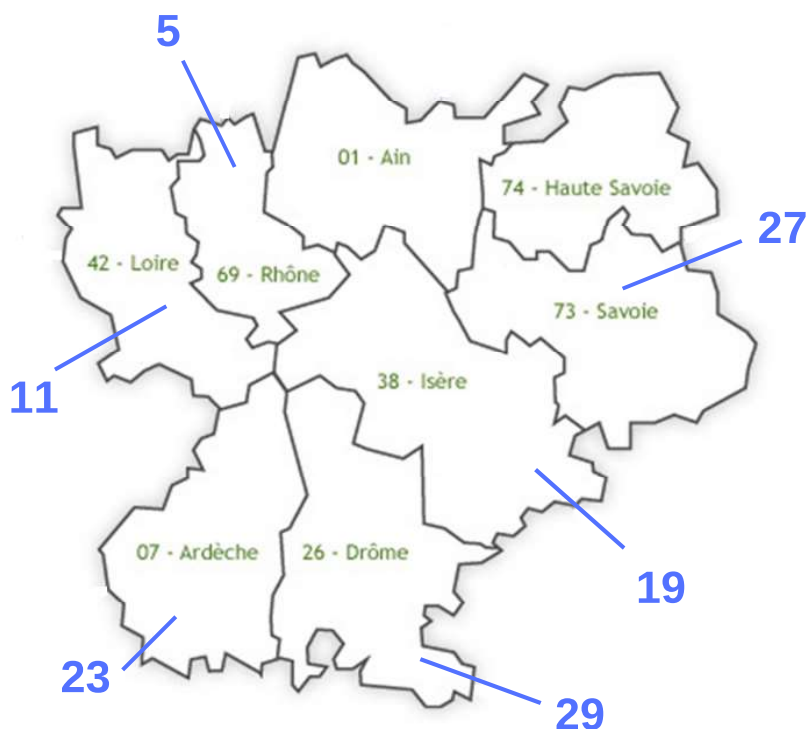 5
01 - Ain
74 - Haute Savoie
27
42 - Loire
69 - Rhône
73 - Savoie
11
38 - Isère
07 - Ardèche
26 - Drôme
19
23
29